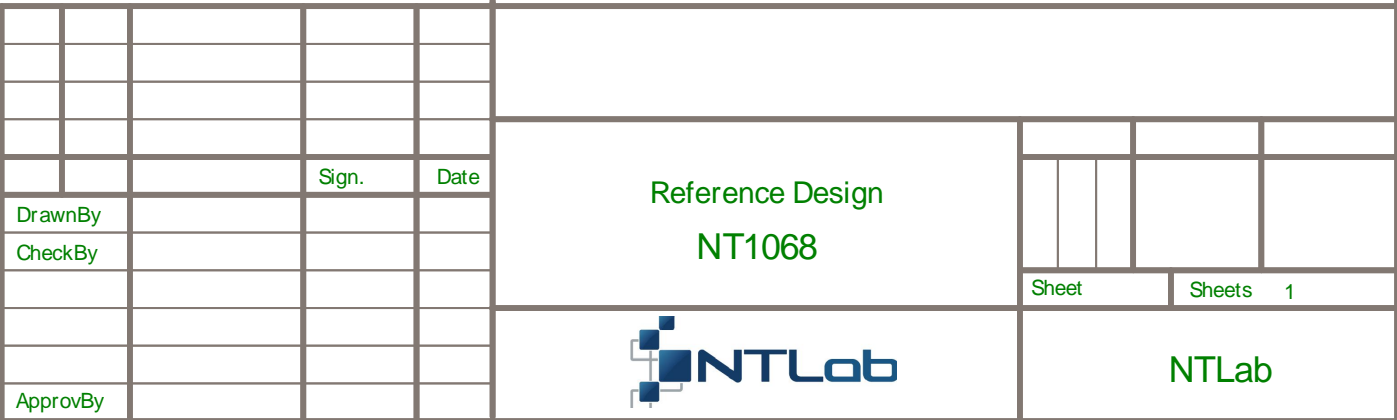 Sign. Date
DrawnBy
CheckBy
ApprovBy
Reference Design
NT1068
Sheet Sheets 1
NTLab
NTLab